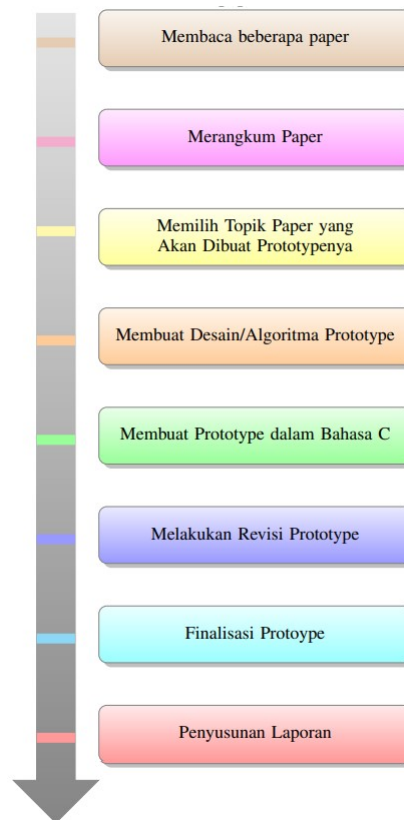 Membaca beberapa paper
Merangkum Paper
Memilih Topik Paper yang
Akan Dibuat Prototypenya
Membuat Desain/Algoritma Prototype
Membuat Prototype dalam Bahasa C
Melakukan Revisi Prototype
Finalisasi Protoype
Penyusunan Laporan